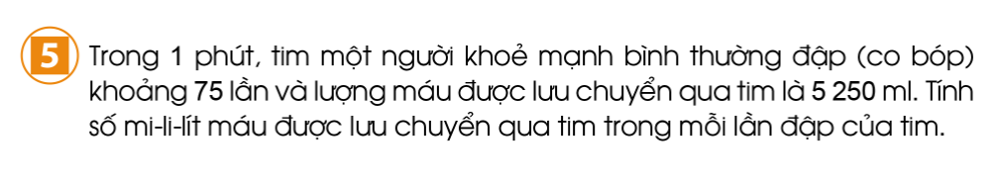 5 Trong 1 phút, tim một người khoẻ mạnh bình thường đập (co bóp)
khoảng 75 lần và lượng máu được lưu chuyển qua tim là 5 250 ml. Tính
số mi-li-lít máu được lưu chuyển qua tim trong mỗi lần đập của tim.